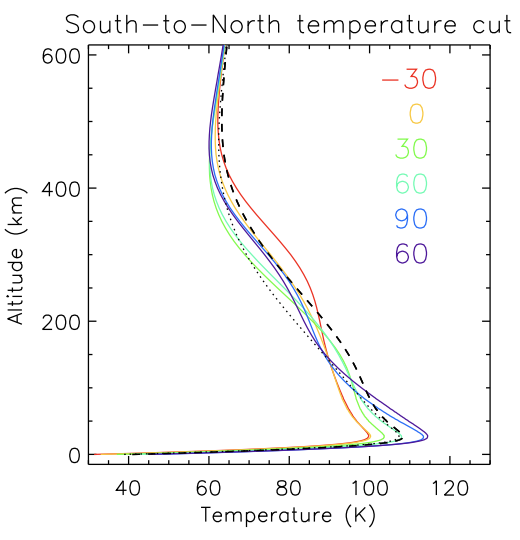 South-to-North temperature cut
600
400
200
0
-30
0
30
60
90
60
Altitude (km)
40 60 80 100 120
Temperature (K)